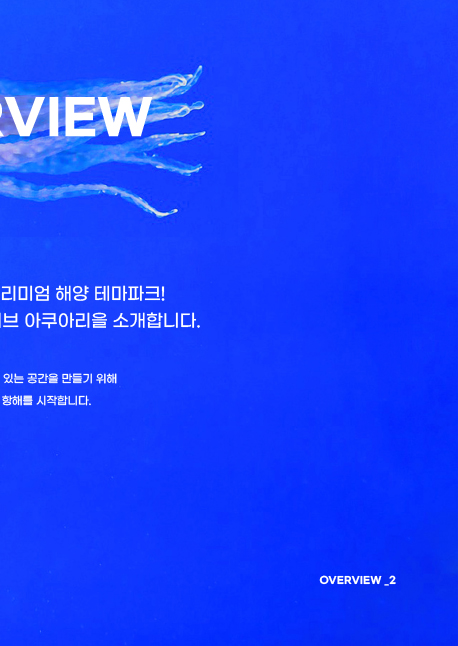 RVIEW
리미엄 해양 테마파크!
브 아쿠아리을 소개합니다.
있는 공간을 만들기 위해
항해를 시작합니다.
OVERVIEW _2